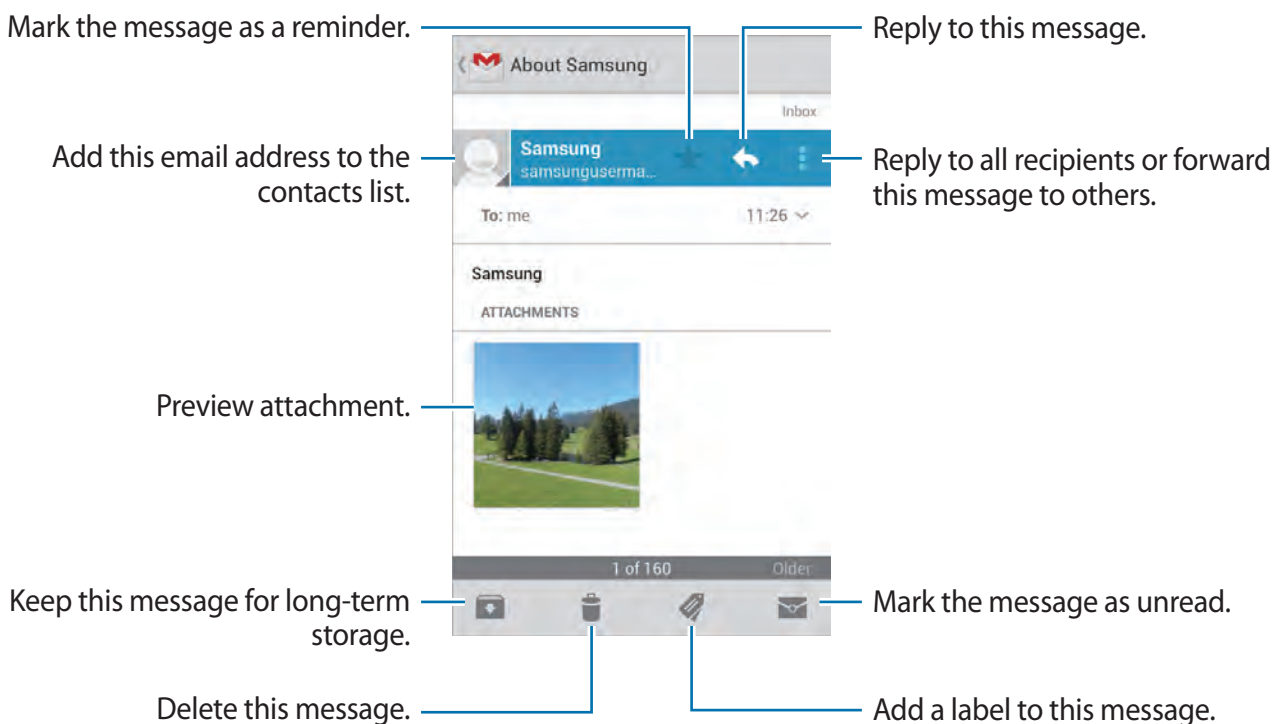 Mark the message as a reminder.
Reply to this message.
About Samsung
Inbox
Add this email address to the
contacts list.
Samsung
samsunguserma...
Reply to all recipients or forward
this message to others.
To: me
11:26
Samsung
ATTACHMENTS
Preview attachment.
1 of 160
Older
Keep this message for long-term
storage.
Mark the message as unread.
Delete this message.
Add a label to this message.